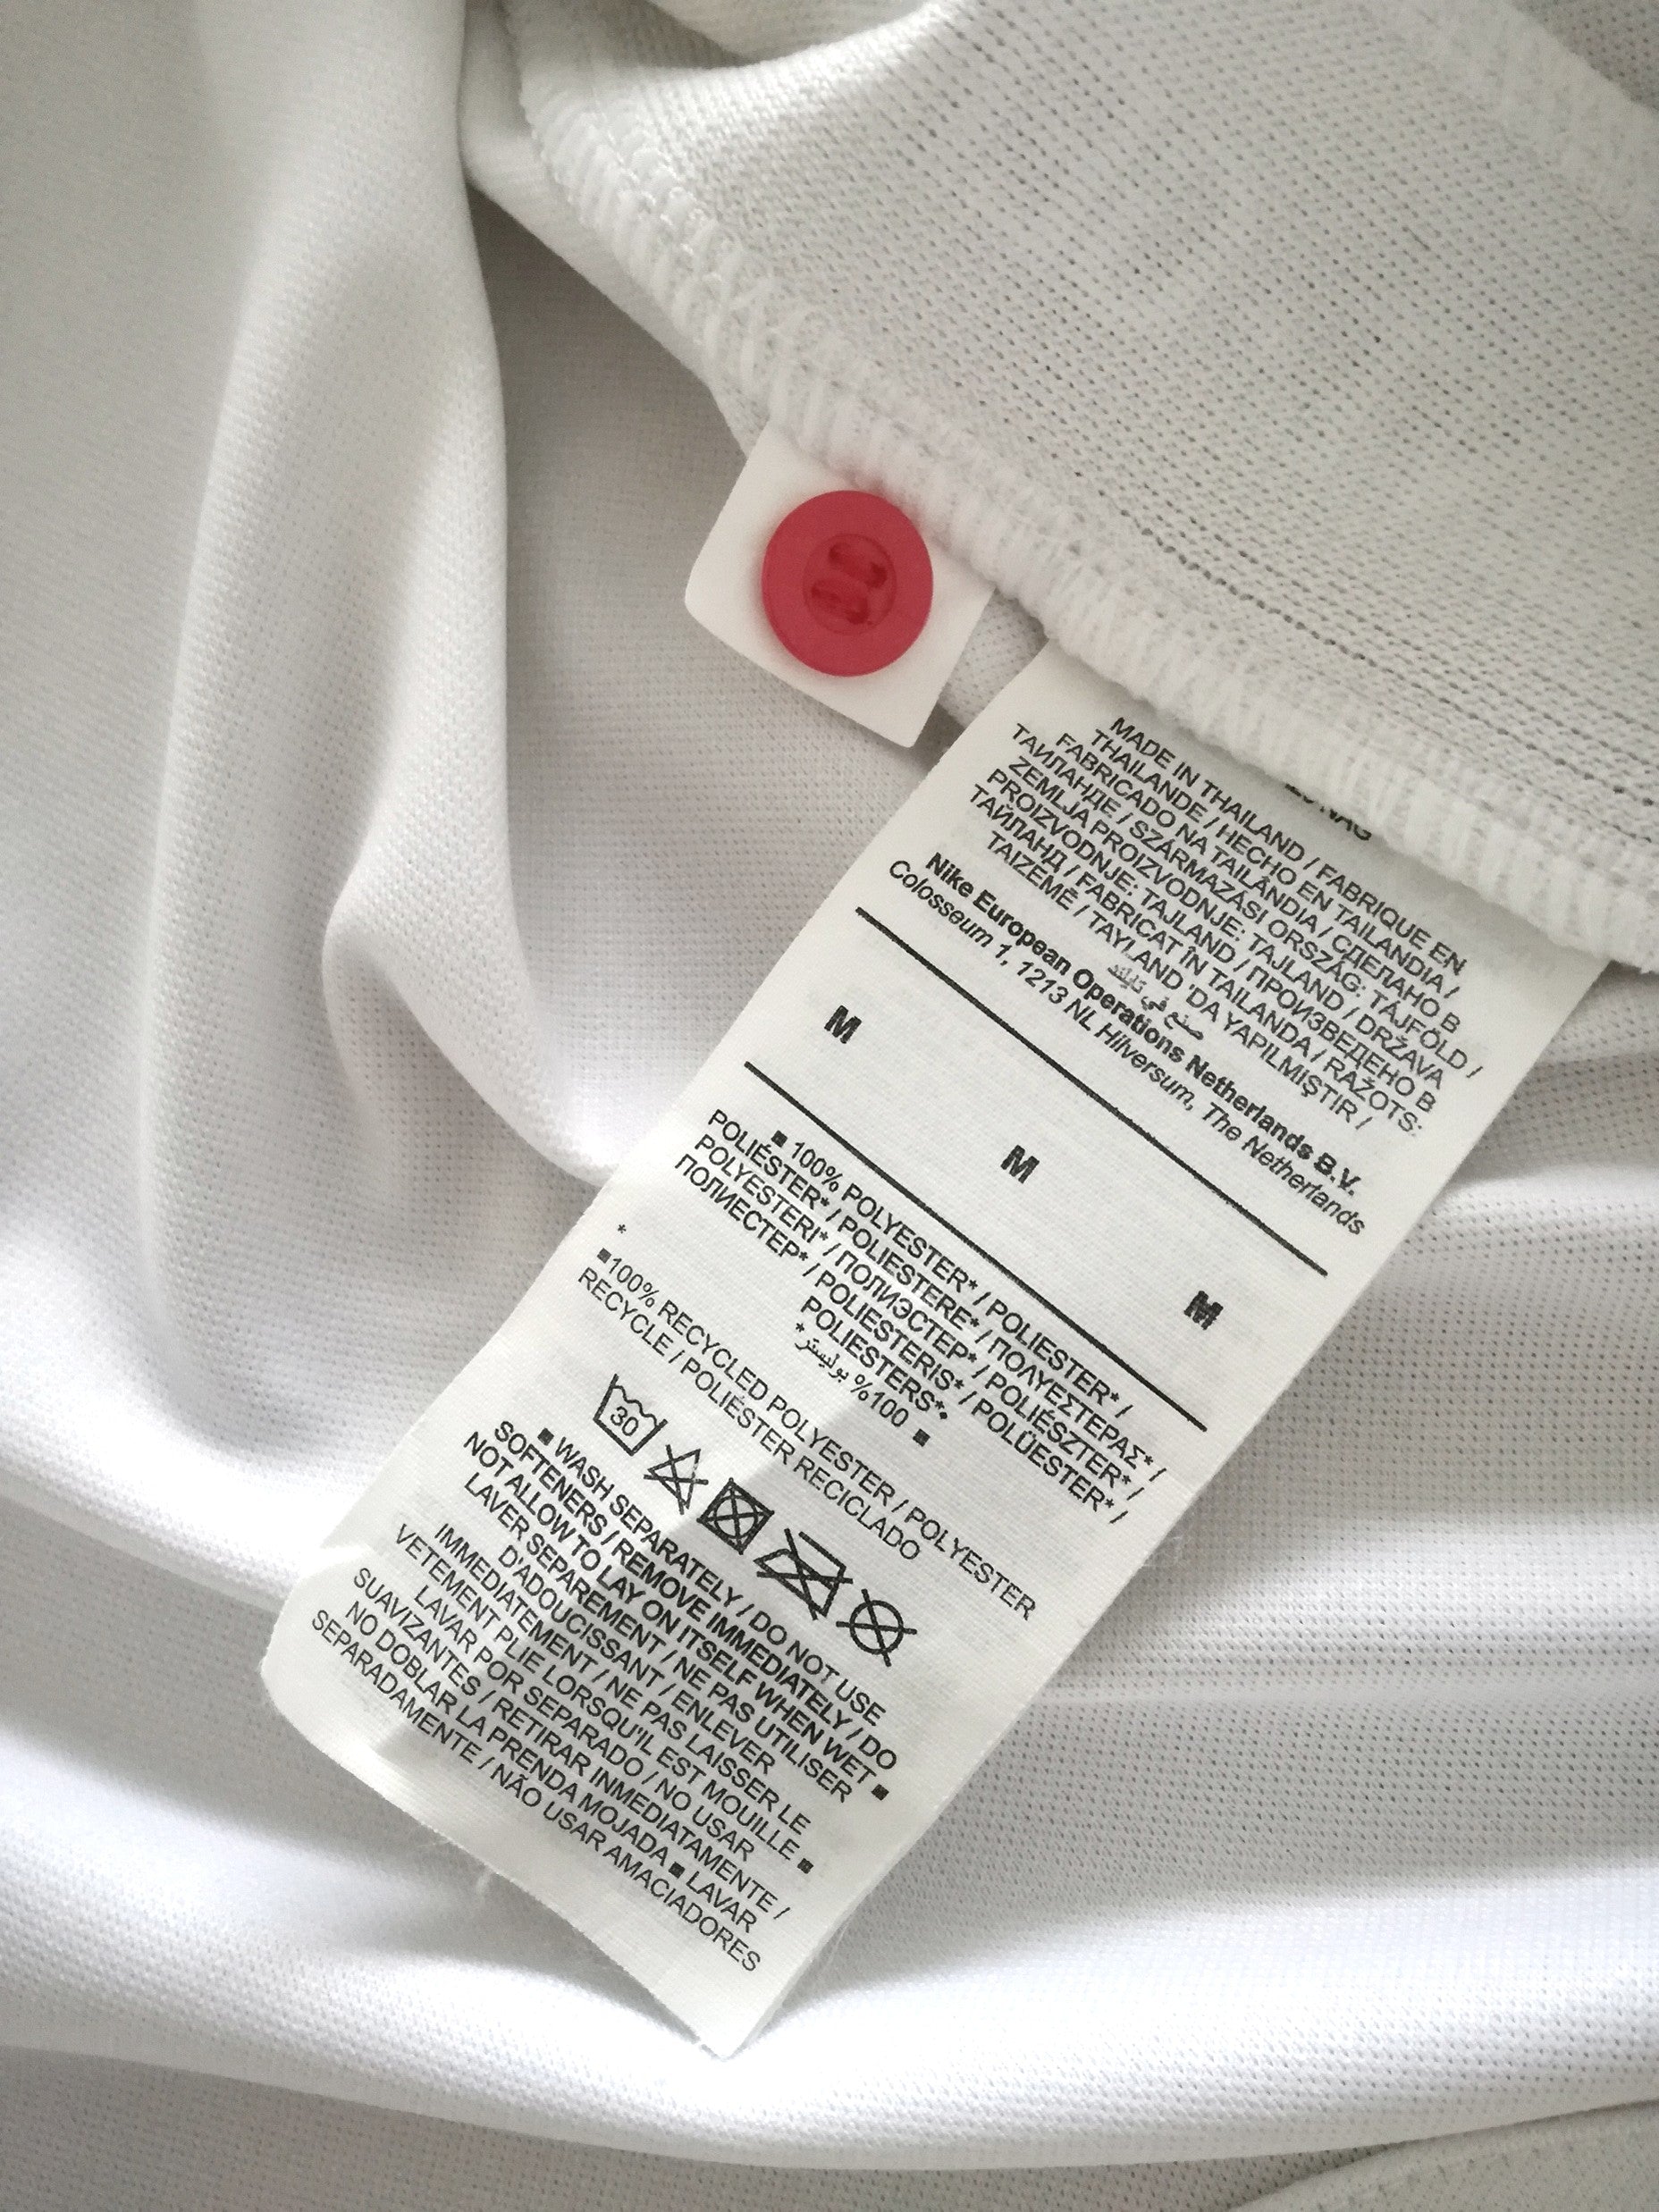 MADE IN THAILAND / FABRIQUE EN
THAILANDE / HECHO EN TAILANDIA /
FABRICADO NA TAILÂNDIA / СДЕЛАНО В
ТАИЛАНДЕ / SZÁRMAZÁSI ORSZÁG: TÁJFÖLD /
ZEMLJA PROIZVODNJE: TAJLAND / DRŽAVA
PROIZVODNJE: TAJLAND / ПРОИЗВЕДЕНО В
ТАЙЛАНД / FABRICAT ÎN TAILANDA / RAŽOTS:
TAIZEMĒ / TAYLAND 'DA YAPILMIŞTIR /
صنع في تايلند
Nike European Operations Netherlands B.V.
Colosseum 1, 1213 NL Hilversum, The Netherlands
M M M
■ 100% POLYESTER* / POLIESTER* /
POLIÉSTER* / POLIESTERE* / ΠΟΛΥΕΣΤΕΡΑΣ* /
POLYESTERI* / ПОЛИЭСТЕР* / POLIÉSZTER* /
ПОЛИЕСТЕР* / POLIESTERIS* / POLÜESTER* /
POLIESTERS*
■ 100% بوليستر *
*
■100% RECYCLED POLYESTER / POLYESTER
RECYCLE / POLIÉSTER RECICLADO
30
■ WASH SEPARATELY / DO NOT USE
SOFTENERS / REMOVE IMMEDIATELY / DO
NOT ALLOW TO LAY ON ITSELF WHEN WET ■
LAVER SEPAREMENT / NE PAS UTILISER
D'ADOUCISSANT / ENLEVER
IMMEDIATEMENT / NE PAS LAISSER LE
VETEMENT PLIE LORSQU'IL EST MOUILLE ■
LAVAR POR SEPARADO / NO USAR
SUAVIZANTES / RETIRAR INMEDIATAMENTE /
NO DOBLAR LA PRENDA MOJADA ■ LAVAR
SEPARADAMENTE / NÃO USAR AMACIADORES